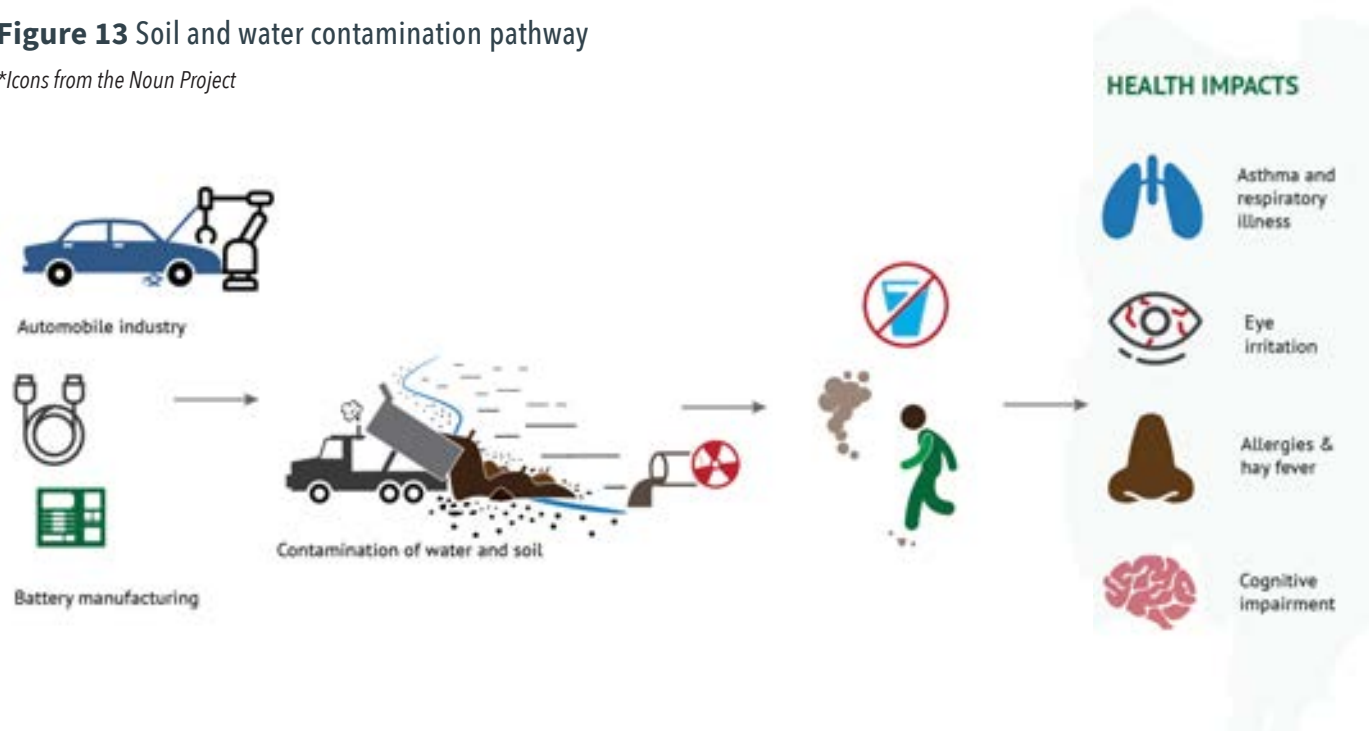 Figure 13 Soil and water contamination pathway
*Icons from the Noun Project
HEALTH IMPACTS
Asthma and
respiratory
illness
Automobile industry
Eye
irritation
Allergies &
hay fever
Contamination of water and soil
Cognitive
impairment
Battery manufacturing